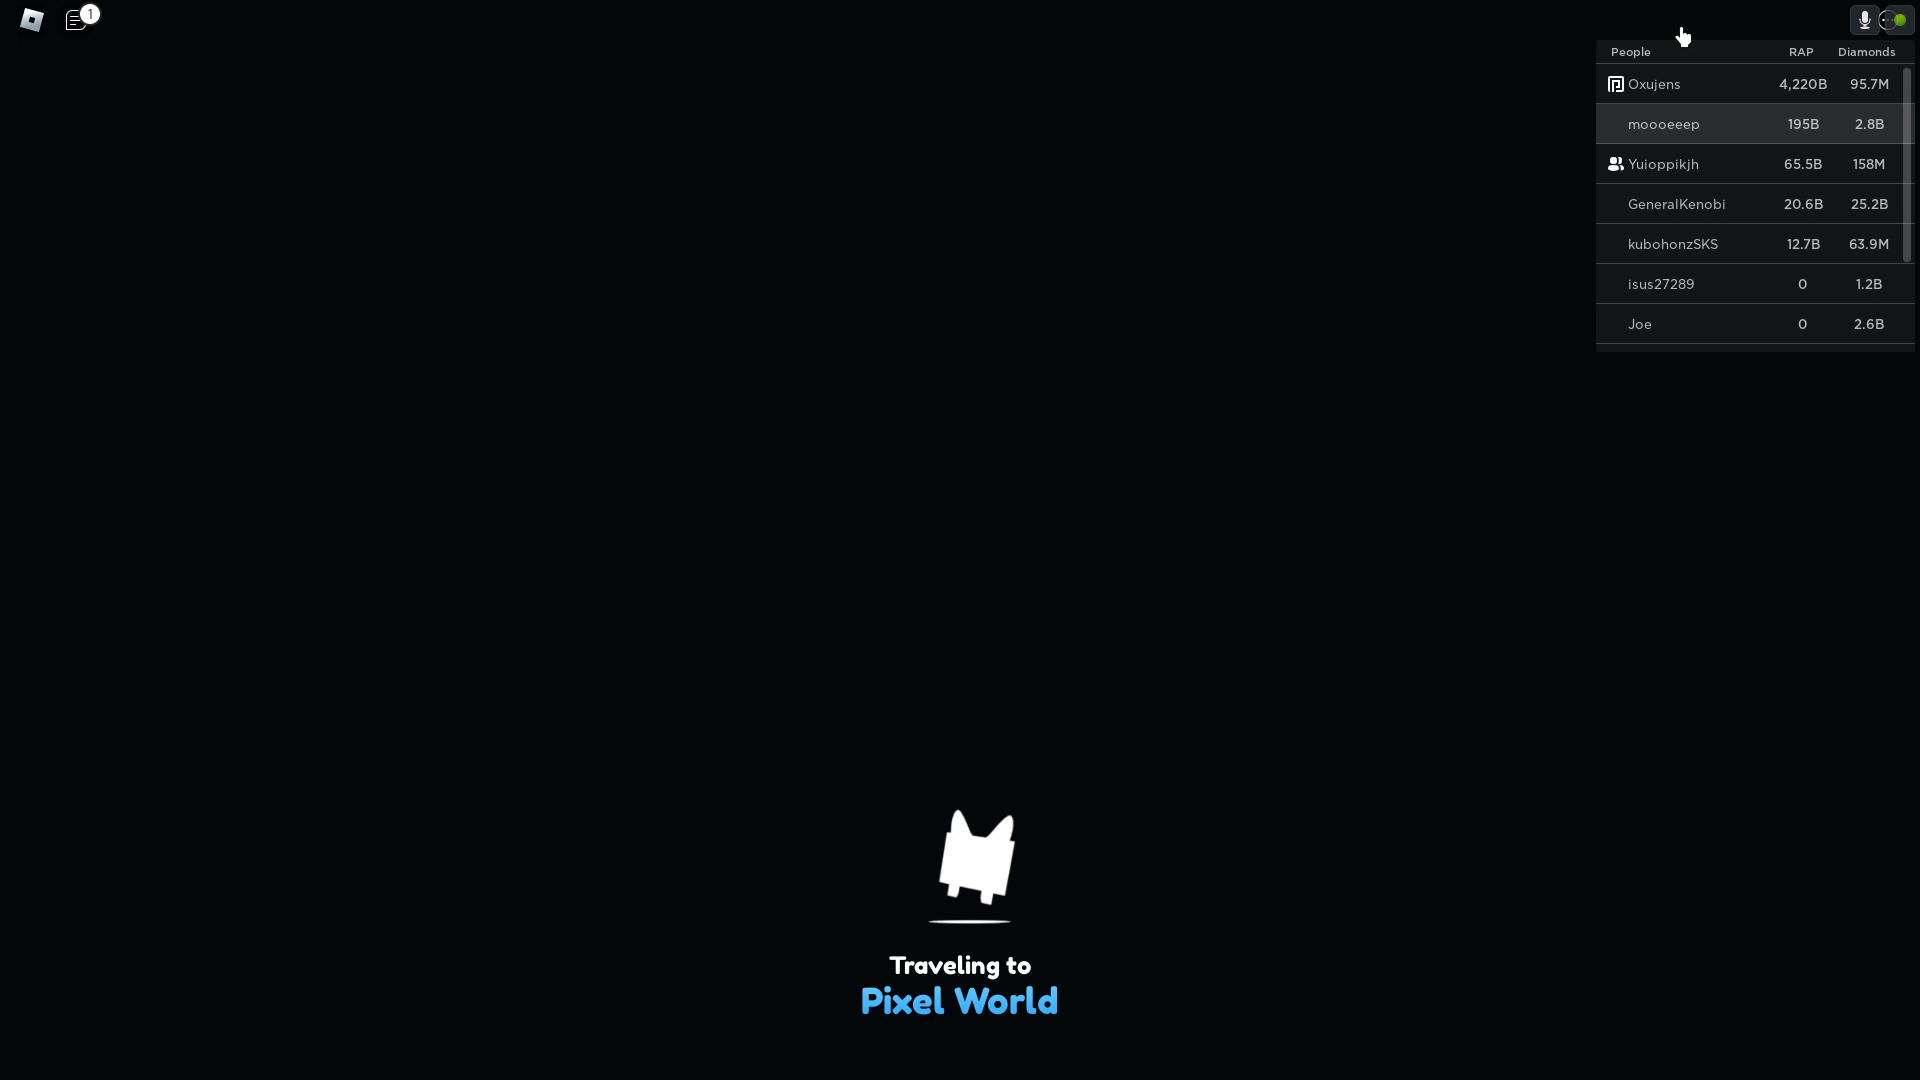 1
People RAP Diamonds
Oxujens 4,220B 95.7M
moooeeep 195B 2.8B
Yuioppikjh 65.5B 158M
GeneralKenobi 20.6B 25.2B
kubohonzSKS 12.7B 63.9M
isus27289 0 1.2B
Joe 0 2.6B
Traveling to
Pixel World